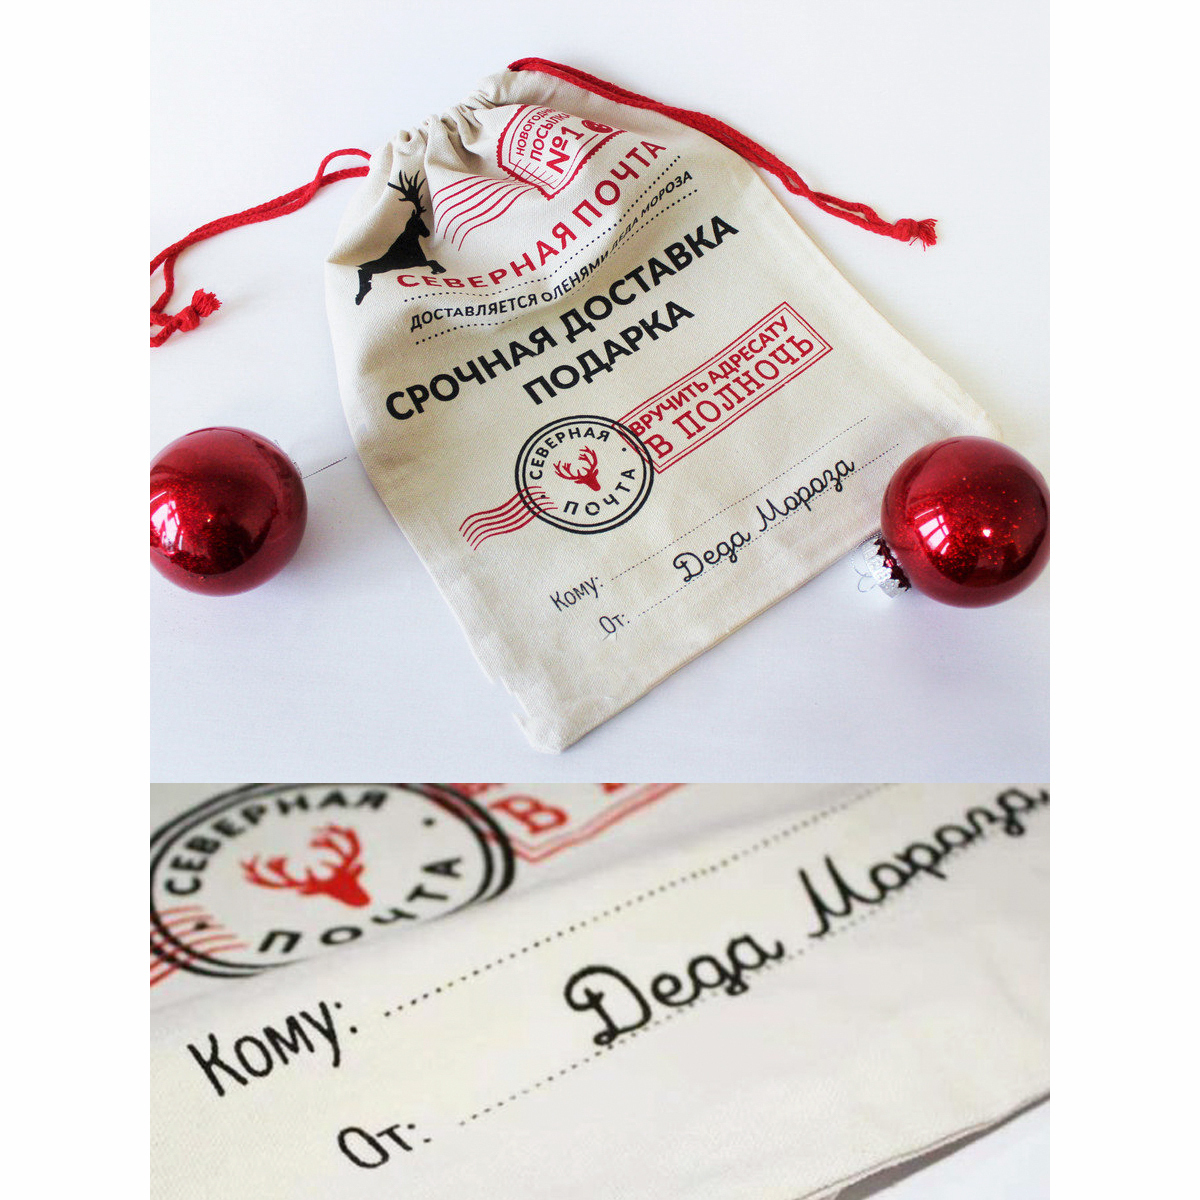 НОВОГОДНЯЯ
ПОСЫЛКА
№1
СЕВЕРНАЯ ПОЧТА
ДОСТАВЛЯЕТСЯ ОЛЕНЯМИ ДЕДА МОРОЗА
СРОЧНАЯ ДОСТАВКА
ПОДАРКА
ВРУЧИТЬ АДРЕСАТУ
В ПОЛНОЧЬ
СЕВЕРНАЯ
ПОЧТА
Кому:
От: Деда Мороза
СЕВЕРНАЯ
ПОЧТА
В
Кому:
От: Деда Мороза